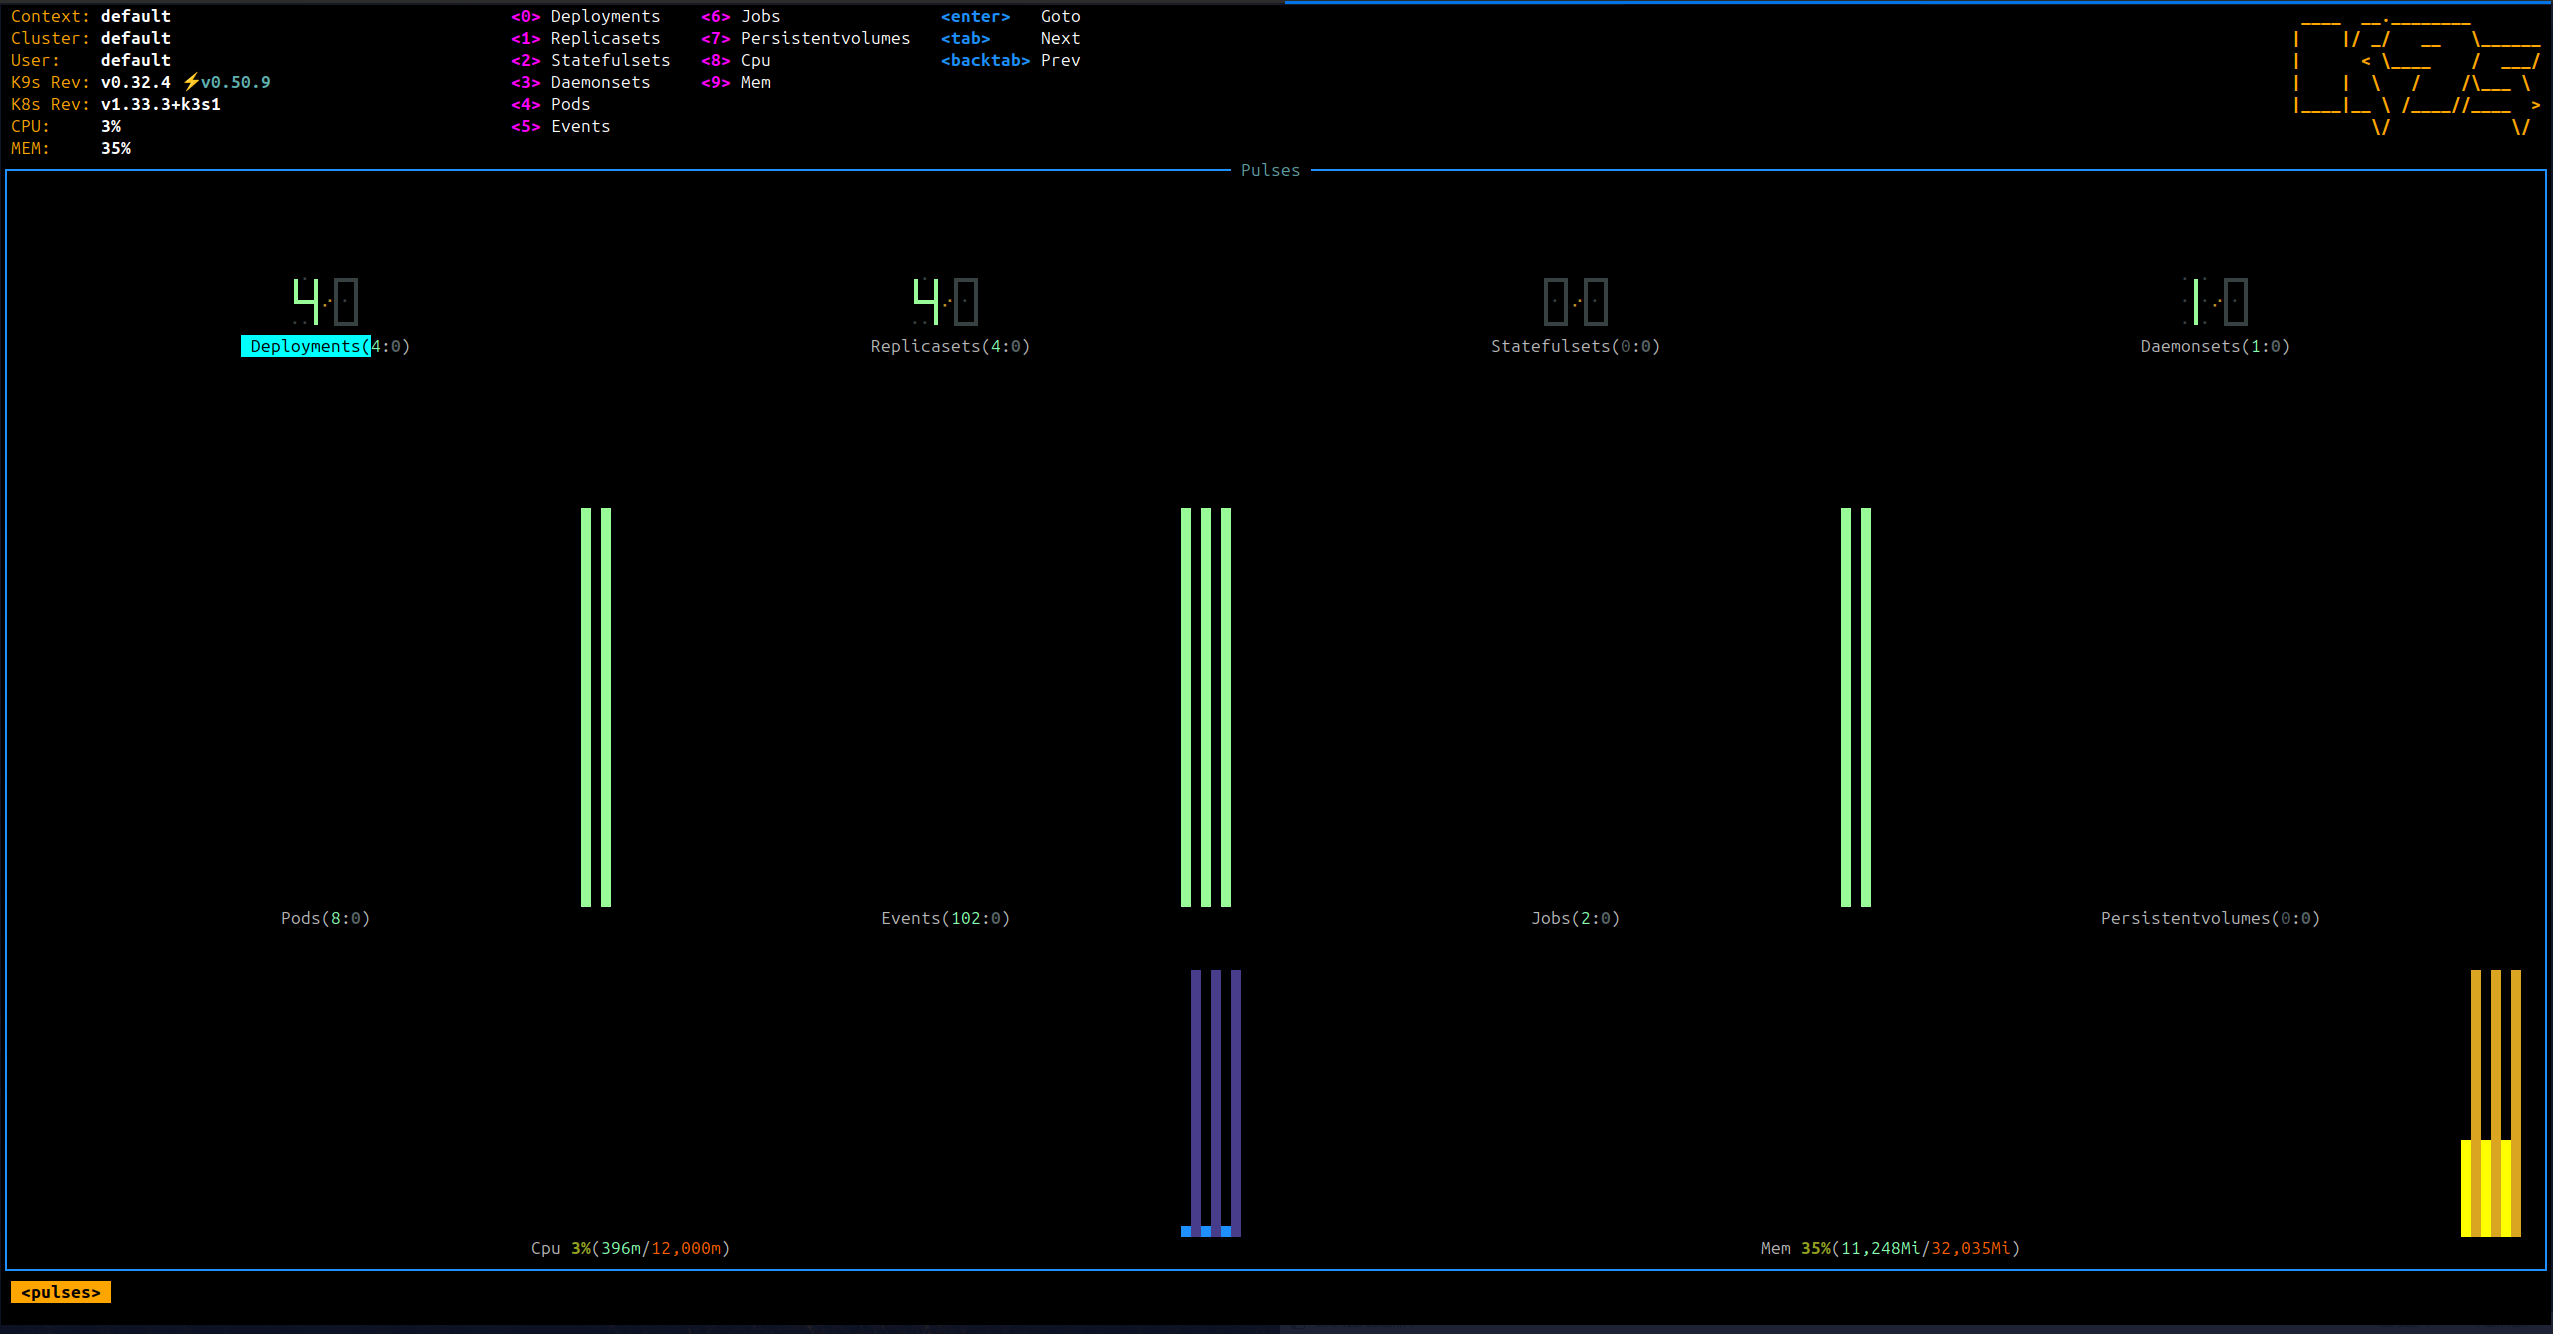 Context: default
Cluster: default
User: default
K9s Rev: v0.32.4 ⚡v0.50.9
K8s Rev: v1.33.3+k3s1
CPU: 3%
MEM: 35%
<0> Deployments
<1> Replicasets
<2> Statefulsets
<3> Daemonsets
<4> Pods
<5> Events
<6> Jobs
<7> Persistentvolumes
<8> Cpu
<9> Mem
<enter> Goto
<tab> Next
<backtab> Prev
K9s
Pulses
4 0
4 0
0 0
1 0
Deployments(4:0)
Replicasets(4:0)
Statefulsets(0:0)
Daemonsets(1:0)
Pods(8:0)
Events(102:0)
Jobs(2:0)
Persistentvolumes(0:0)
Cpu 3%(396m/12,000m)
Mem 35%(11,248Mi/32,035Mi)
<pulses>